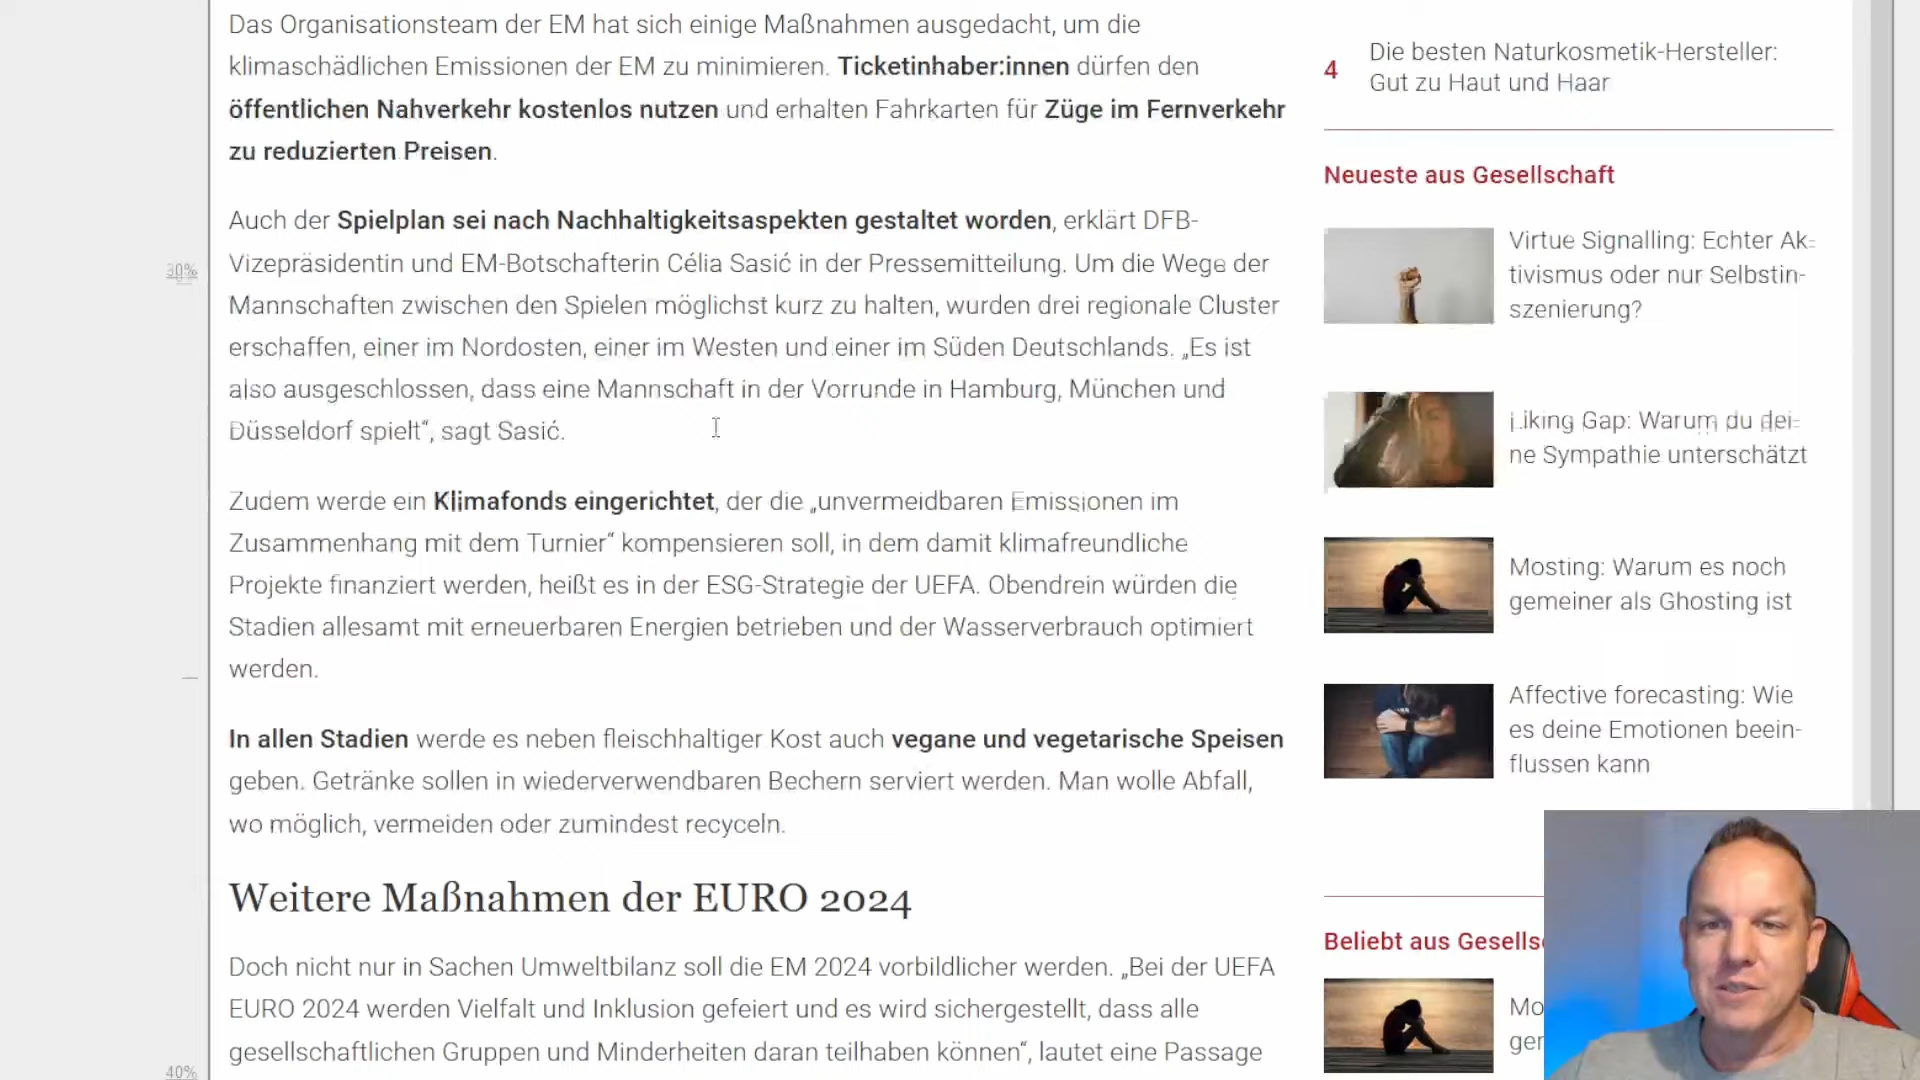 Das Organisationsteam der EM hat sich einige Maßnahmen ausgedacht, um die
klimaschädlichen Emissionen der EM zu minimieren. Ticketinhaber:innen dürfen den
öffentlichen Nahverkehr kostenlos nutzen und erhalten Fahrkarten für Züge im Fernverkehr
zu reduzierten Preisen.
Auch der Spielplan sei nach Nachhaltigkeitsaspekten gestaltet worden, erklärt DFB-
Vizepräsidentin und EM-Botschafterin Célia Sasić in der Pressemitteilung. Um die Wege der
30%
Mannschaften zwischen den Spielen möglichst kurz zu halten, wurden drei regionale Cluster
erschaffen, einer im Nordosten, einer im Westen und einer im Süden Deutschlands. „Es ist
also ausgeschlossen, dass eine Mannschaft in der Vorrunde in Hamburg, München und
Düsseldorf spielt“, sagt Sasić.
Zudem werde ein Klimafonds eingerichtet, der die „unvermeidbaren Emissionen im
Zusammenhang mit dem Turnier“ kompensieren soll, in dem damit klimafreundliche
Projekte finanziert werden, heißt es in der ESG-Strategie der UEFA. Obendrein würden die
Stadien allesamt mit erneuerbaren Energien betrieben und der Wasserverbrauch optimiert
werden.
In allen Stadien werde es neben fleischhaltiger Kost auch vegane und vegetarische Speisen
geben. Getränke sollen in wiederverwendbaren Bechern serviert werden. Man wolle Abfall,
wo möglich, vermeiden oder zumindest recyceln.
Weitere Maßnahmen der EURO 2024
Doch nicht nur in Sachen Umweltbilanz soll die EM 2024 vorbildlicher werden. „Bei der UEFA
EURO 2024 werden Vielfalt und Inklusion gefeiert und es wird sichergestellt, dass alle
gesellschaftlichen Gruppen und Minderheiten daran teilhaben können“, lautet eine Passage
40%
4
Die besten Naturkosmetik-Hersteller:
Gut zu Haut und Haar
Neueste aus Gesellschaft
Virtue Signalling: Echter Ak-
tivismus oder nur Selbstin-
szenierung?
Liking Gap: Warum du dei-
ne Sympathie unterschätzt
Mosting: Warum es noch
gemeiner als Ghosting ist
Affective forecasting: Wie
es deine Emotionen beein-
flussen kann
Beliebt aus Gesells
Mo
ger